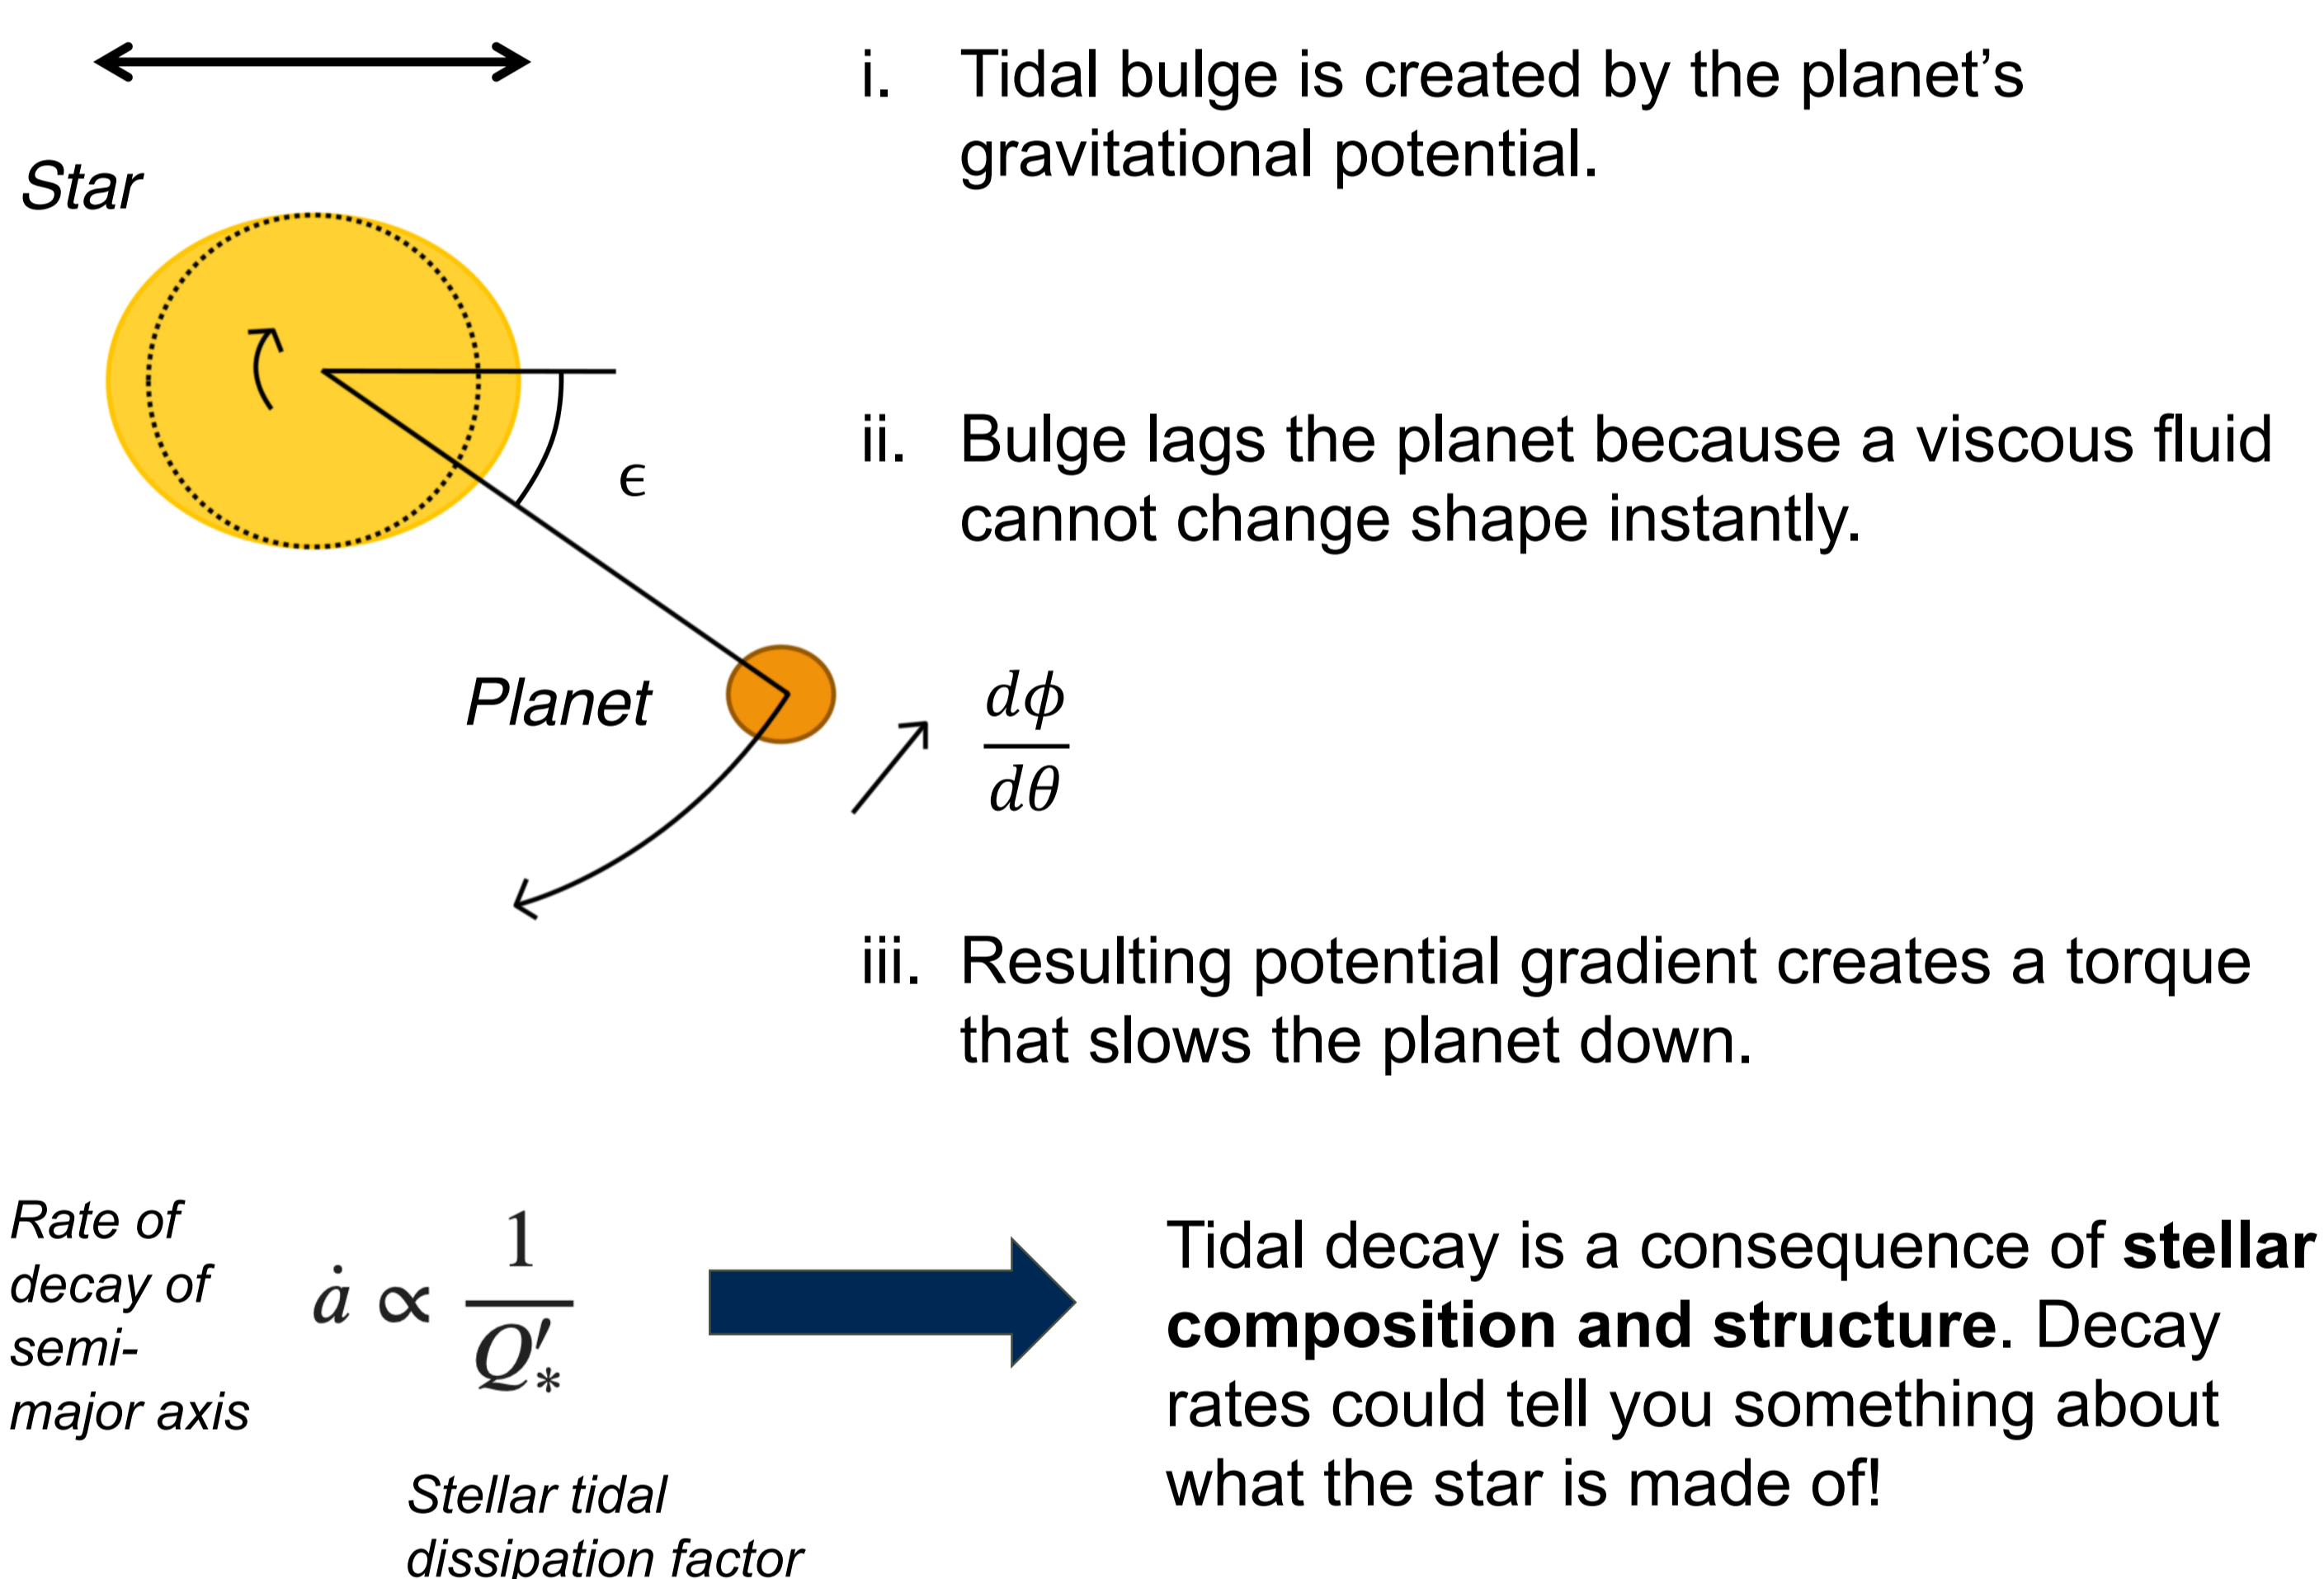 i. Tidal bulge is created by the planet’s
gravitational potential.
Star
ii. Bulge lags the planet because a viscous fluid
cannot change shape instantly.
ϵ
Planet
dϕ
dθ
iii. Resulting potential gradient creates a torque
that slows the planet down.
Rate of
decay of
semi-
major axis
ȧ ∝ 1 / Q′*
Stellar tidal
dissipation factor
Tidal decay is a consequence of stellar
composition and structure. Decay
rates could tell you something about
what the star is made of!